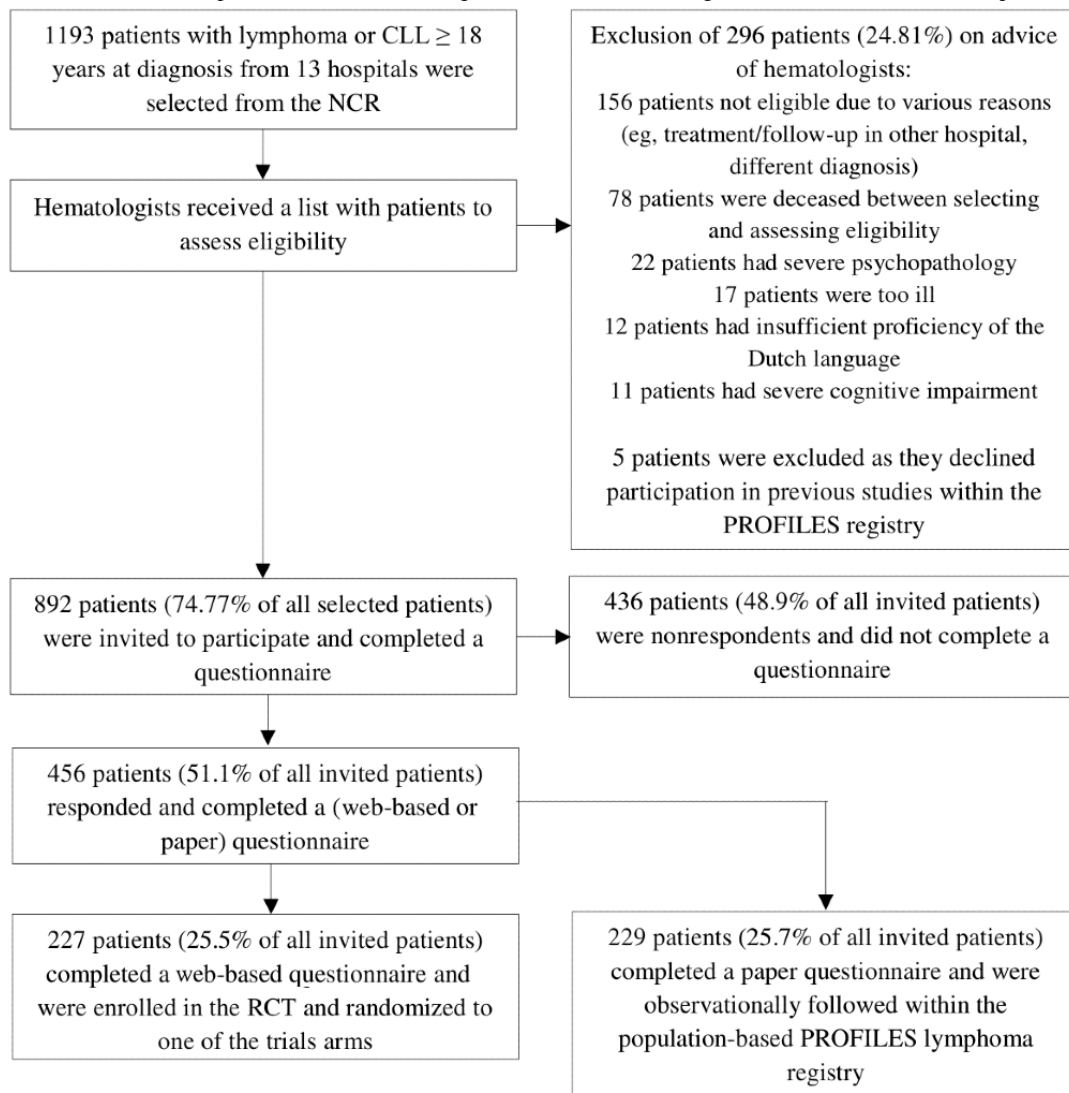 1193 patients with lymphoma or CLL ≥ 18
years at diagnosis from 13 hospitals were
selected from the NCR
Exclusion of 296 patients (24.81%) on advice
of hematologists:
156 patients not eligible due to various reasons
(eg, treatment/follow-up in other hospital,
different diagnosis)
78 patients were deceased between selecting
and assessing eligibility
22 patients had severe psychopathology
17 patients were too ill
12 patients had insufficient proficiency of the
Dutch language
11 patients had severe cognitive impairment
5 patients were excluded as they declined
participation in previous studies within the
PROFILES registry
Hematologists received a list with patients to
assess eligibility
892 patients (74.77% of all selected patients)
were invited to participate and completed a
questionnaire
436 patients (48.9% of all invited patients)
were nonrespondents and did not complete a
questionnaire
456 patients (51.1% of all invited patients)
responded and completed a (web-based or
paper) questionnaire
227 patients (25.5% of all invited patients)
completed a web-based questionnaire and
were enrolled in the RCT and randomized to
one of the trials arms
229 patients (25.7% of all invited patients)
completed a paper questionnaire and were
observationally followed within the
population-based PROFILES lymphoma
registry